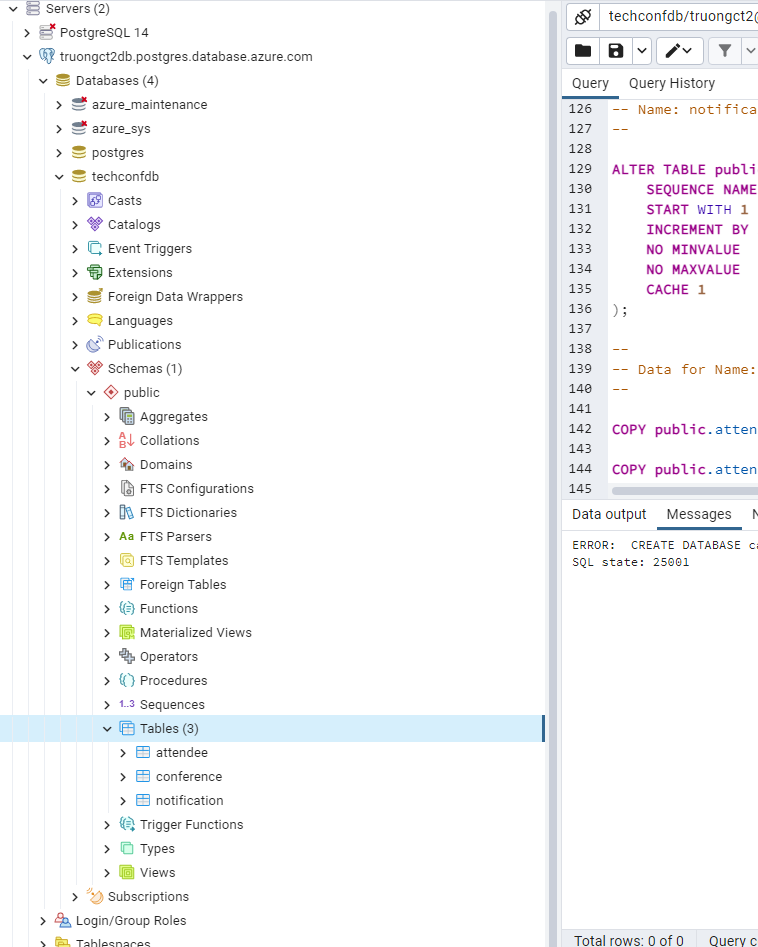 Servers (2)
PostgreSQL 14
truongct2db.postgres.database.azure.com
Databases (4)
azure_maintenance
azure_sys
postgres
techconfdb
Casts
Catalogs
Event Triggers
Extensions
Foreign Data Wrappers
Languages
Publications
Schemas (1)
public
Aggregates
Collations
Domains
FTS Configurations
FTS Dictionaries
Aa FTS Parsers
FTS Templates
Foreign Tables
Functions
Materialized Views
Operators
Procedures
1..3 Sequences
Tables (3)
attendee
conference
notification
Trigger Functions
Types
Views
Subscriptions
Login/Group Roles
Tablespaces
techconfdb/truongct2@
Query Query History
126 -- Name: notifica
127 --
128
129 ALTER TABLE publi
130 SEQUENCE NAME
131 START WITH 1
132 INCREMENT BY
133 NO MINVALUE
134 NO MAXVALUE
135 CACHE 1
136 );
137
138 --
139 -- Data for Name:
140 --
141
142 COPY public.atten
143
144 COPY public.atten
145
Data output Messages N
ERROR: CREATE DATABASE ca
SQL state: 25001
Total rows: 0 of 0 Query c